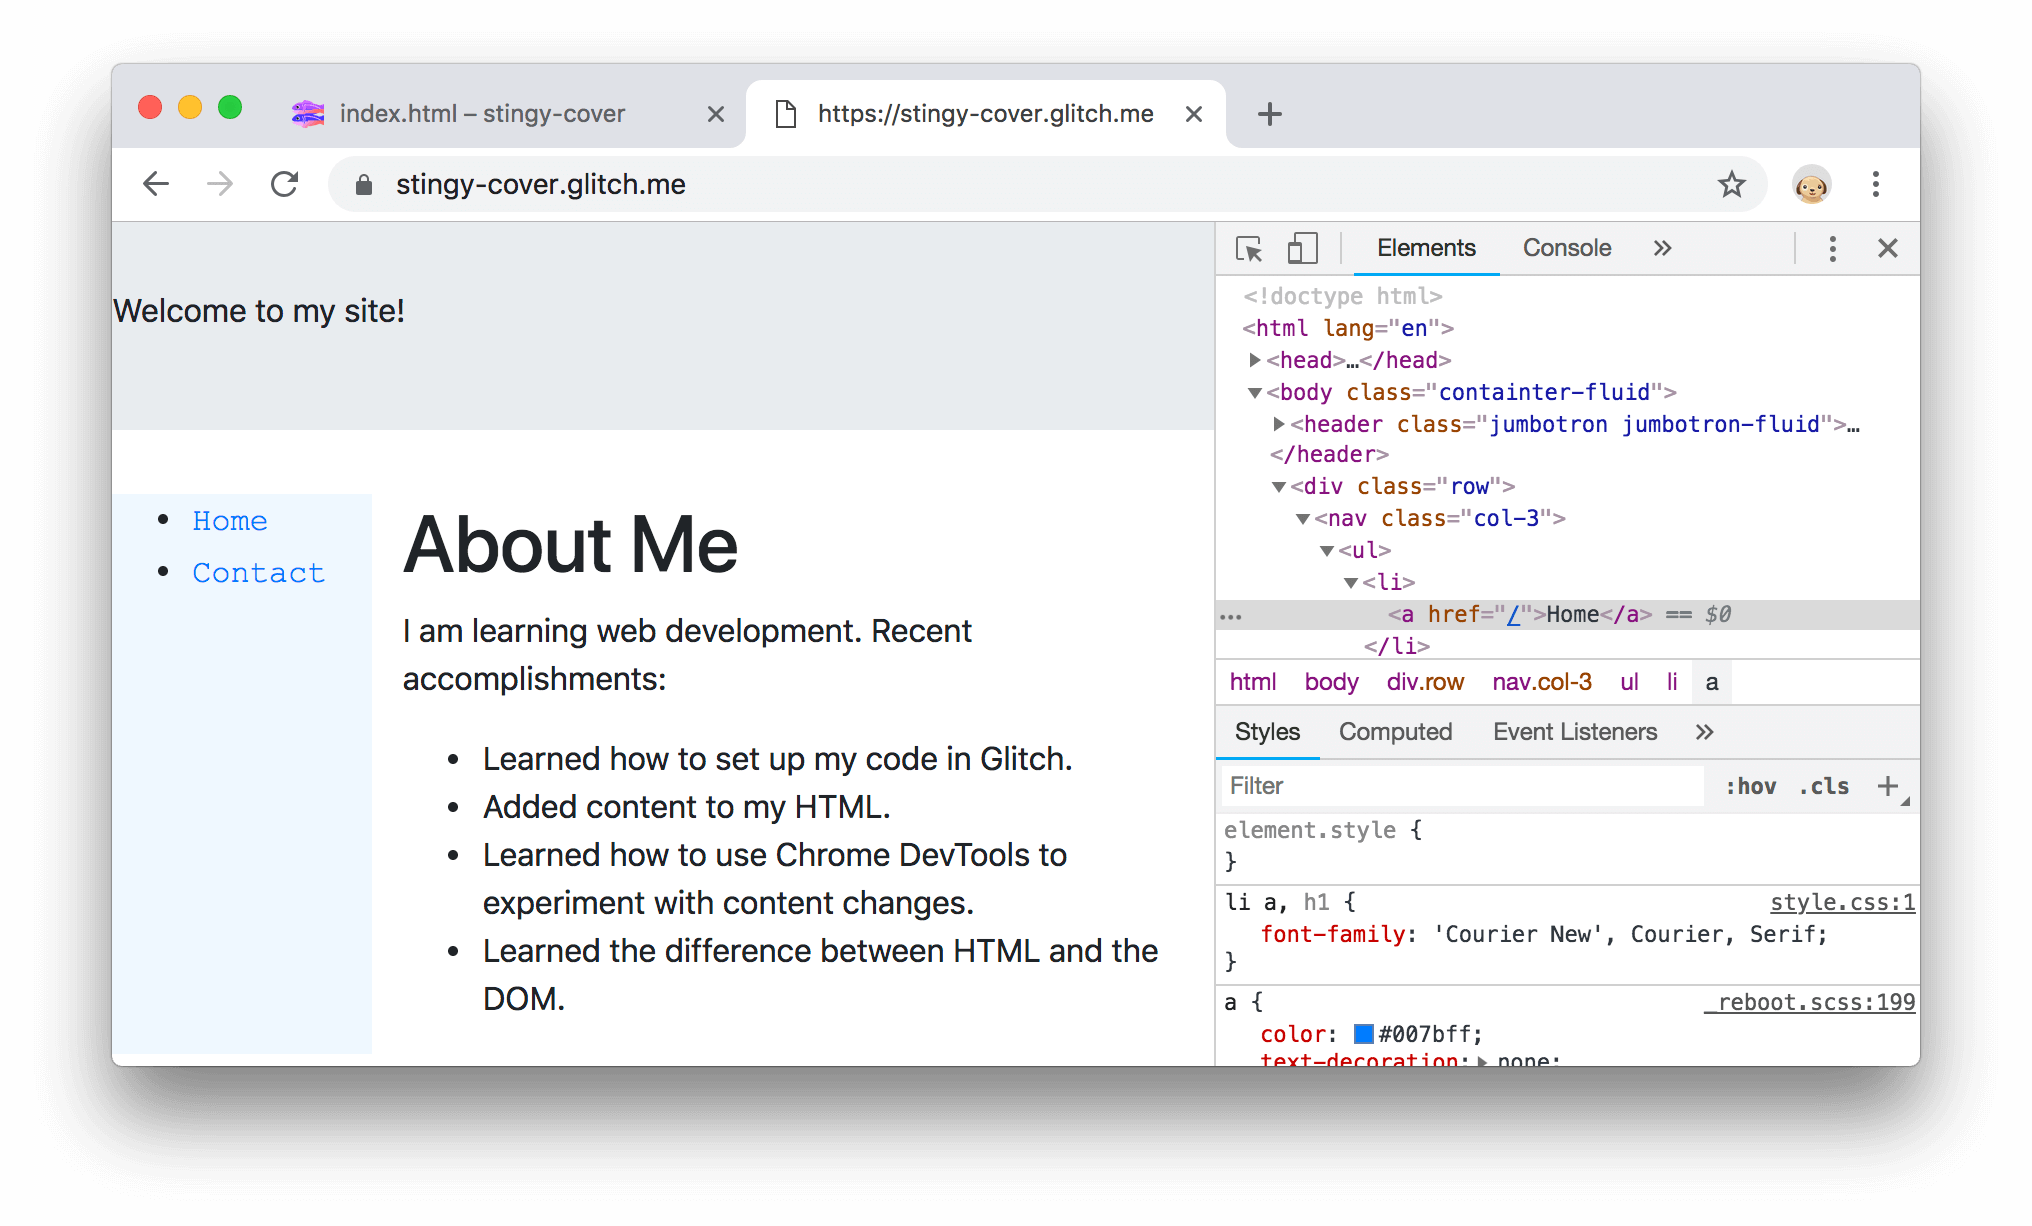 index.html – stingy-cover
https://stingy-cover.glitch.me
stingy-cover.glitch.me
Welcome to my site!
Home
Contact
About Me
I am learning web development. Recent
accomplishments:
Learned how to set up my code in Glitch.
Added content to my HTML.
Learned how to use Chrome DevTools to
experiment with content changes.
Learned the difference between HTML and the
DOM.
Elements Console »
<!doctype html>
<html lang="en">
<head>…</head>
<body class="containter-fluid">
<header class="jumbotron jumbotron-fluid">…
</header>
<div class="row">
<nav class="col-3">
<ul>
<li>
… <a href="/">Home</a> == $0
</li>
html body div.row nav.col-3 ul li a
Styles Computed Event Listeners »
Filter :hov .cls +
element.style {
}
li a, h1 { style.css:1
font-family: 'Courier New', Courier, Serif;
}
a { _reboot.scss:199
color: #007bff;
text-decoration: none;